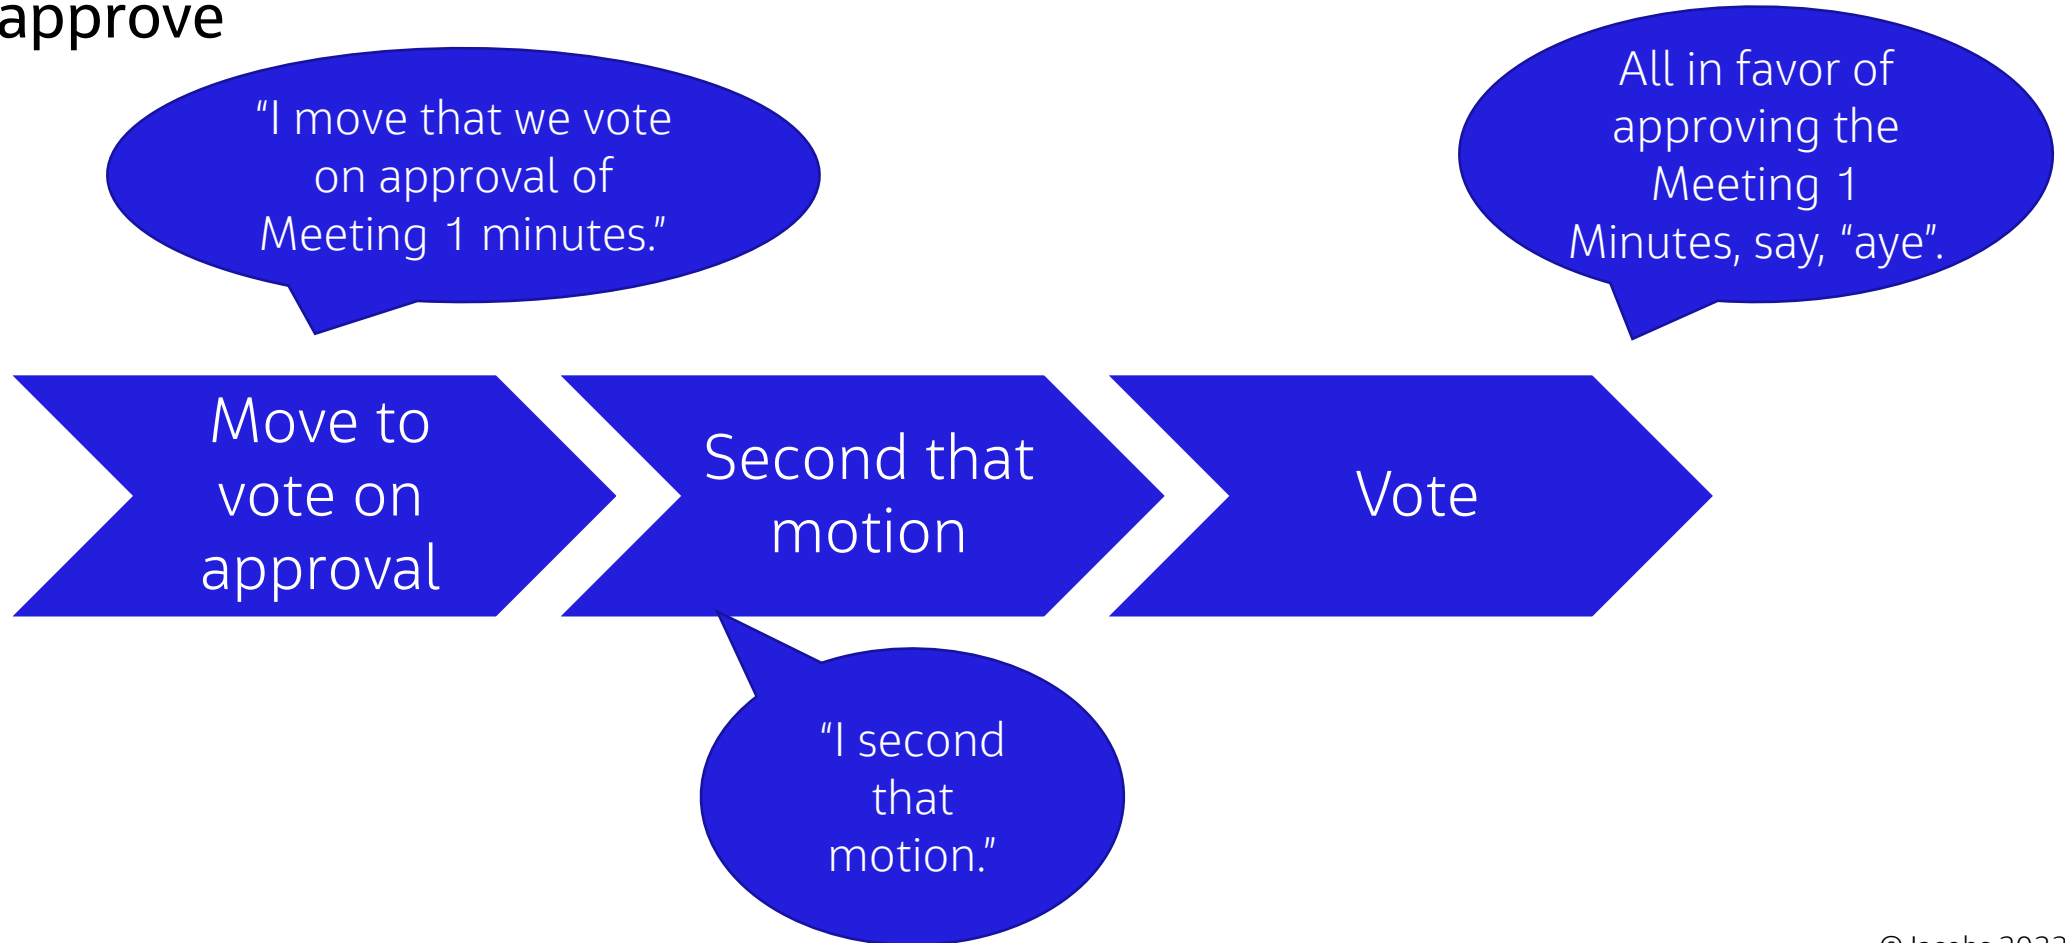 approve
“I move that we vote
on approval of
Meeting 1 minutes.”
All in favor of
approving the
Meeting 1
Minutes, say, “aye”.
Move to
vote on
approval
Second that
motion
Vote
“I second
that
motion.”